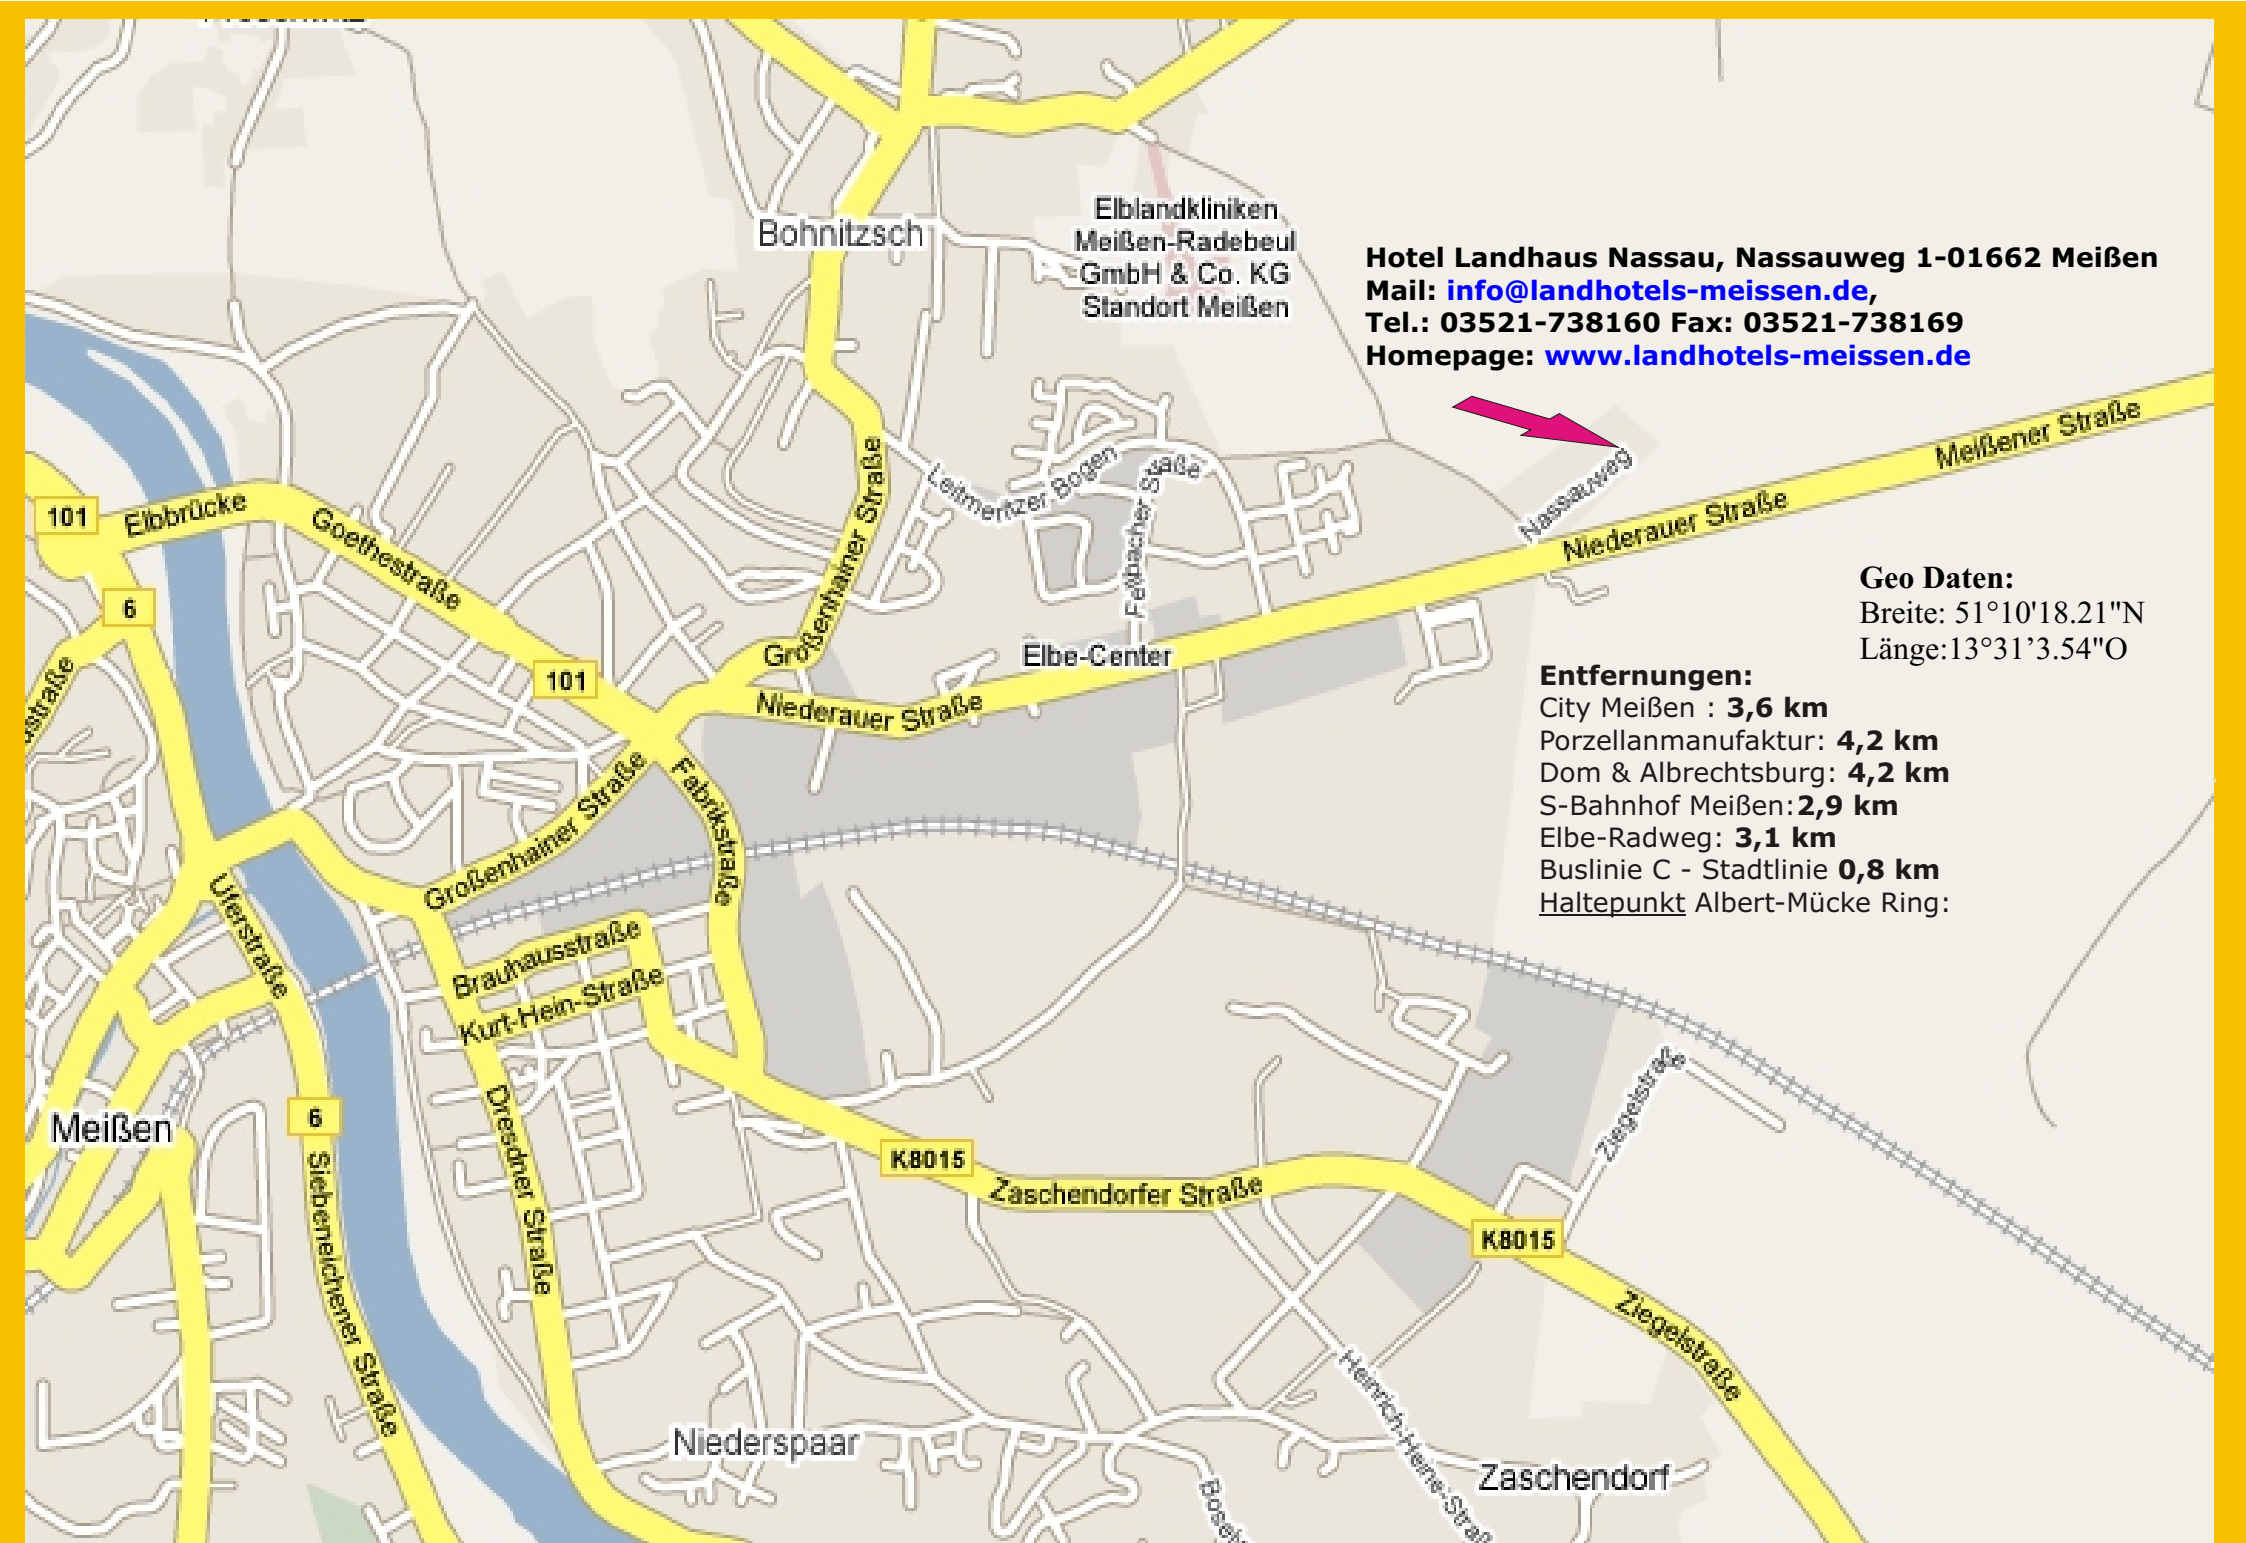 Bohnitzsch
Elblandkliniken
Meißen-Radebeul
GmbH & Co. KG
Standort Meißen
Hotel Landhaus Nassau, Nassauweg 1-01662 Meißen
Mail: info@landhotels-meissen.de,
Tel.: 03521-738160 Fax: 03521-738169
Homepage: www.landhotels-meissen.de
Meißener Straße
Nassauweg
Niederauer Straße
Leitmeritzer Bogen
Fellbacher Straße
Großenhainer Straße
101
Elbbrücke
Goethestraße
6
101
Elbe-Center
Niederauer Straße
Geo Daten:
Breite: 51°10'18.21"N
Länge:13°31’3.54"O
Entfernungen:
City Meißen : 3,6 km
Porzellanmanufaktur: 4,2 km
Dom & Albrechtsburg: 4,2 km
S-Bahnhof Meißen:2,9 km
Elbe-Radweg: 3,1 km
Buslinie C - Stadtlinie 0,8 km
Haltepunkt Albert-Mücke Ring:
Großenhainer Straße
Fabrikstraße
Uferstraße
Brauhausstraße
Kurt-Hein-Straße
Meißen
6
Dresdner Straße
Siebeneichener Straße
K8015
Zaschendorfer Straße
Ziegelstraße
K8015
Ziegelstraße
Niederspaar
Heinrich-Heine-Straß
Zaschendorf